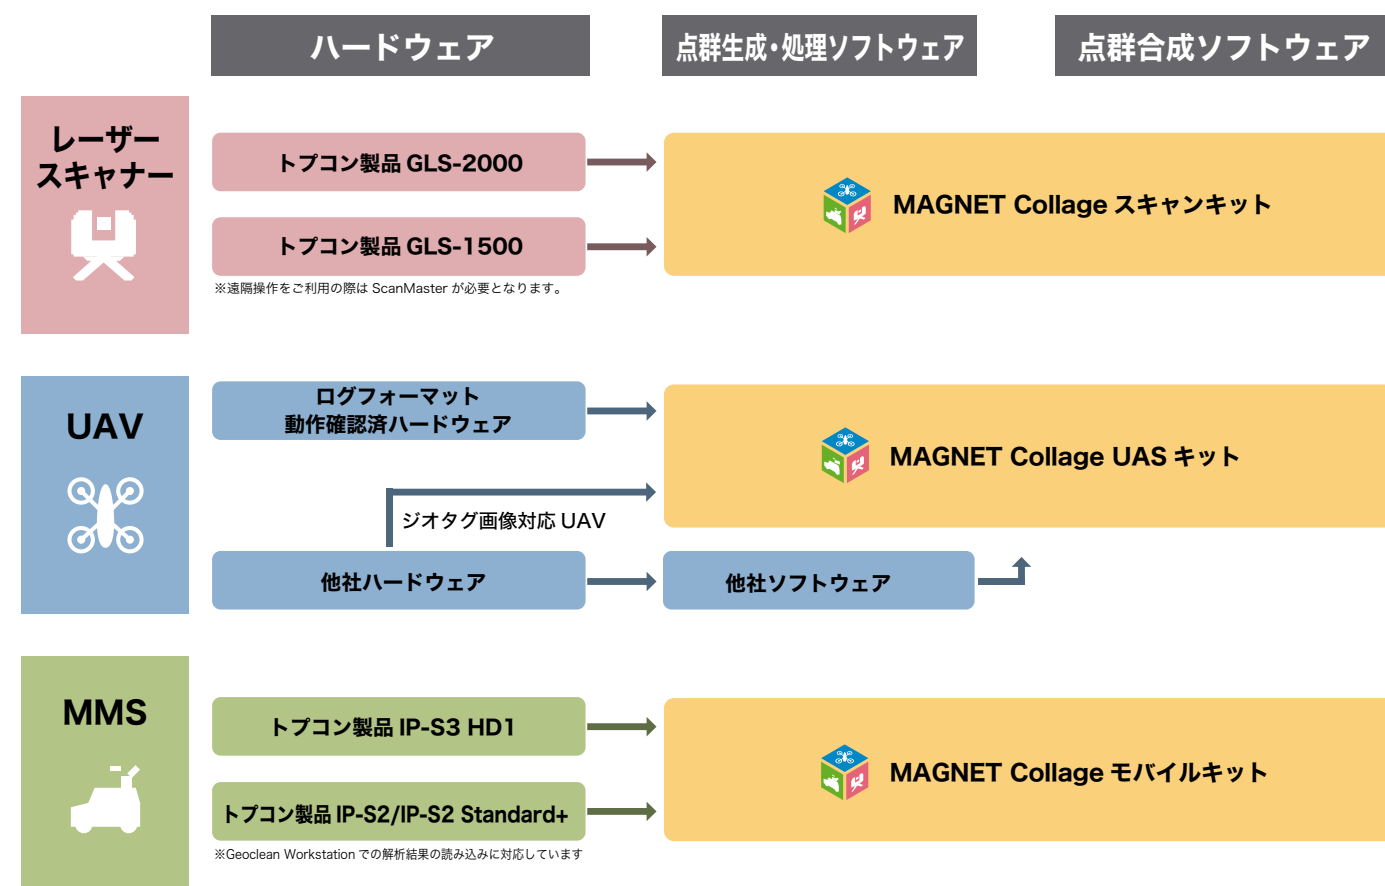 ハードウェア
点群生成・処理ソフトウェア
点群合成ソフトウェア
レーザー
スキャナー
トプコン製品 GLS-2000
トプコン製品 GLS-1500
※遠隔操作をご利用の際は ScanMaster が必要となります。
MAGNET Collage スキャンキット
UAV
ログフォーマット
動作確認済ハードウェア
ジオタグ画像対応 UAV
他社ハードウェア
他社ソフトウェア
MAGNET Collage UAS キット
MMS
トプコン製品 IP-S3 HD1
トプコン製品 IP-S2/IP-S2 Standard+
※Geoclean Workstation での解析結果の読み込みに対応しています
MAGNET Collage モバイルキット